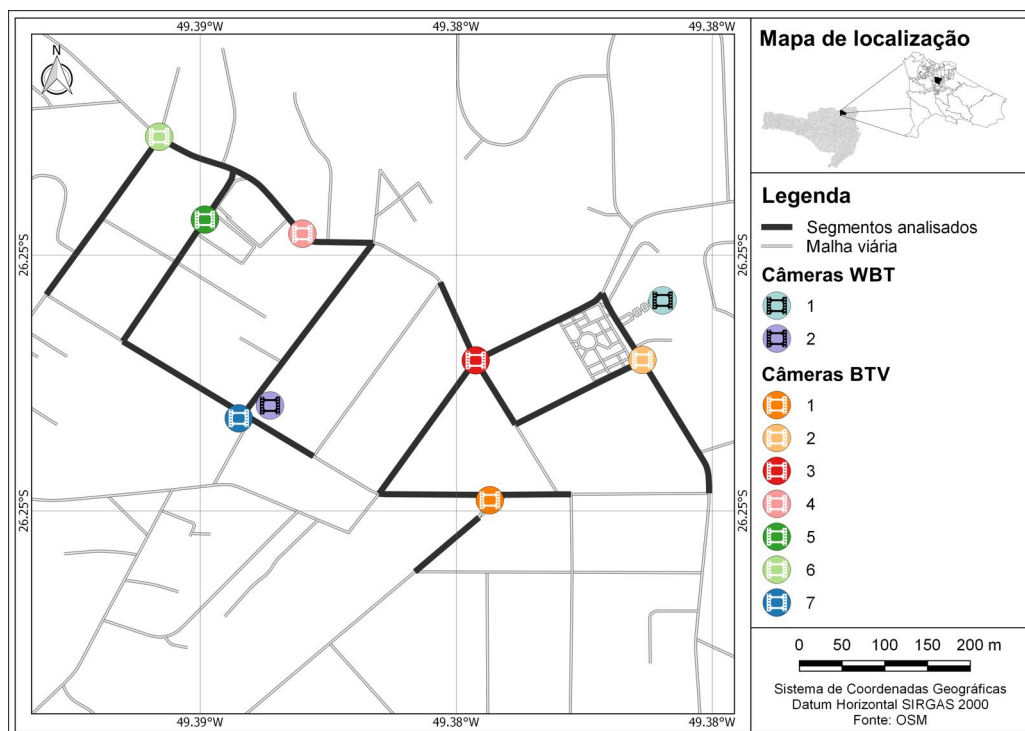 49.39°W 49.38°W 49.38°W
N
26.25°S 26.25°S
26.25°S 26.25°S
49.39°W 49.38°W 49.38°W
Mapa de localização
Legenda
Segmentos analisados
Malha viária
Câmeras WBT
1
2
Câmeras BTV
1
2
3
4
5
6
7
0 50 100 150 200 m
Sistema de Coordenadas Geográficas
Datum Horizontal SIRGAS 2000
Fonte: OSM